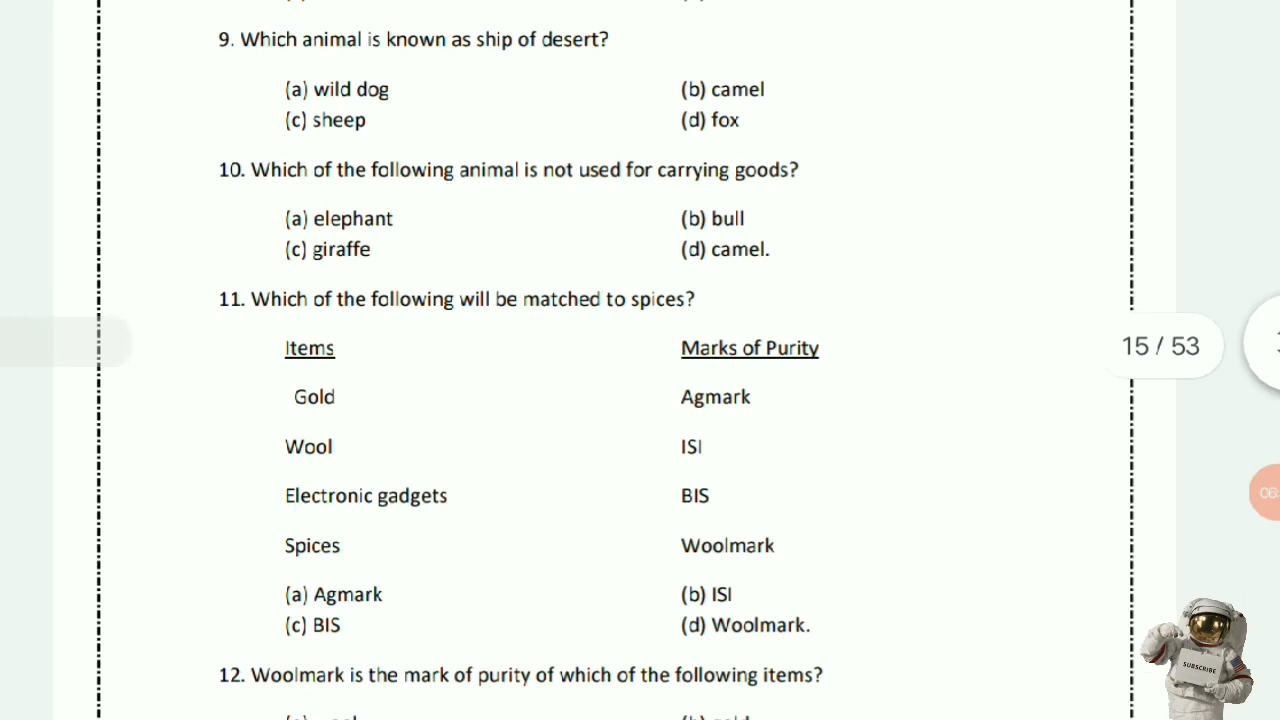 9. Which animal is known as ship of desert?
(a) wild dog (b) camel
(c) sheep (d) fox
10. Which of the following animal is not used for carrying goods?
(a) elephant (b) bull
(c) giraffe (d) camel.
11. Which of the following will be matched to spices?
Items Marks of Purity
Gold Agmark
15 / 53
Wool ISI
Electronic gadgets BIS
Spices Woolmark
(a) Agmark (b) ISI
(c) BIS (d) Woolmark.
12. Woolmark is the mark of purity of which of the following items?
SUBSCRIBE